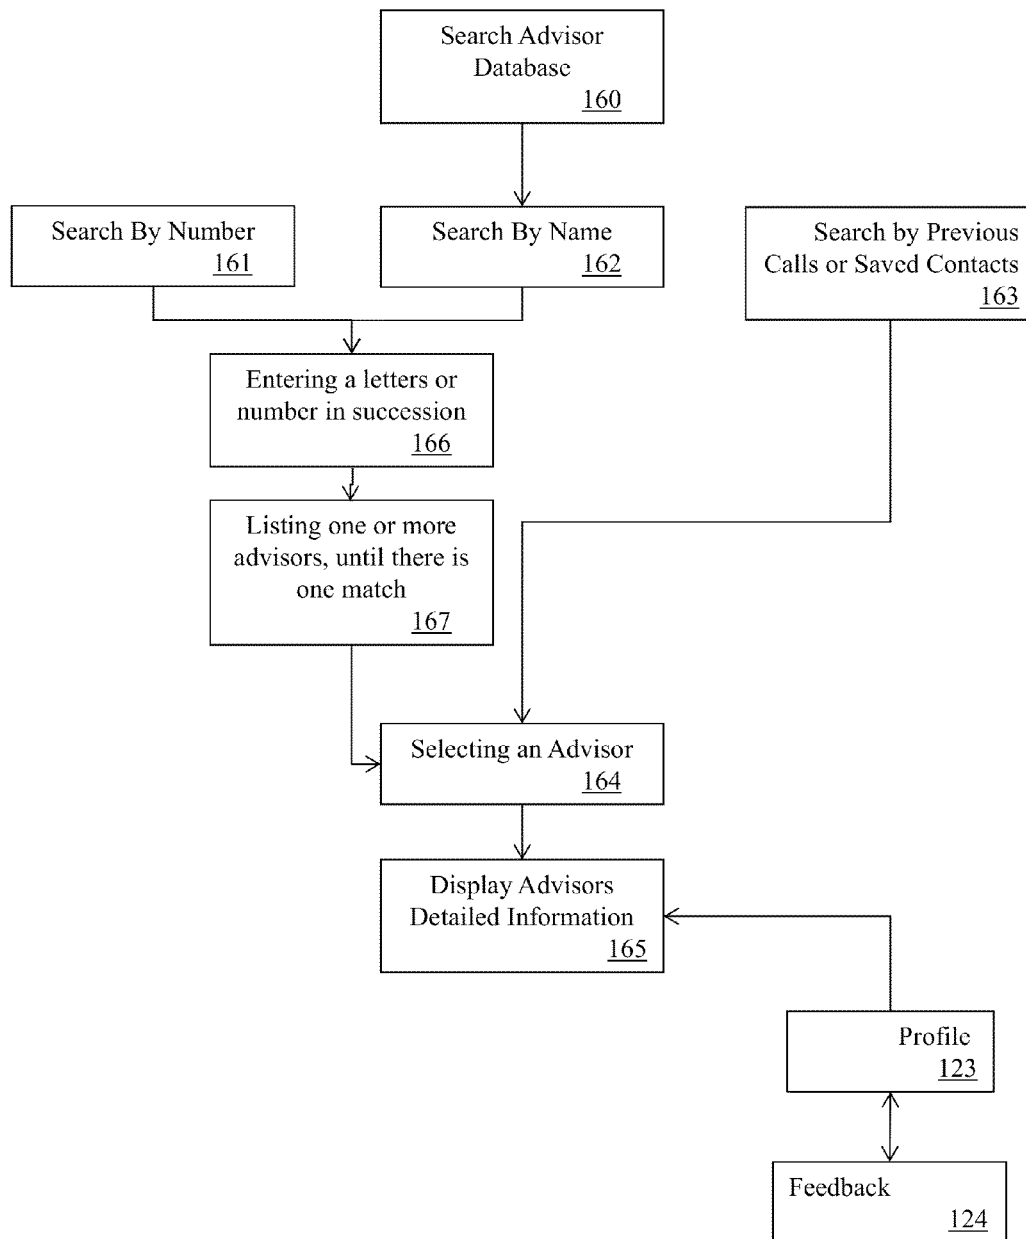 Search Advisor
Database
160
Search By Number
161
Search By Name
162
Search by Previous
Calls or Saved Contacts
163
Entering a letters or
number in succession
166
Listing one or more
advisors, until there is
one match
167
Selecting an Advisor
164
Display Advisors
Detailed Information
165
Profile
123
Feedback
124